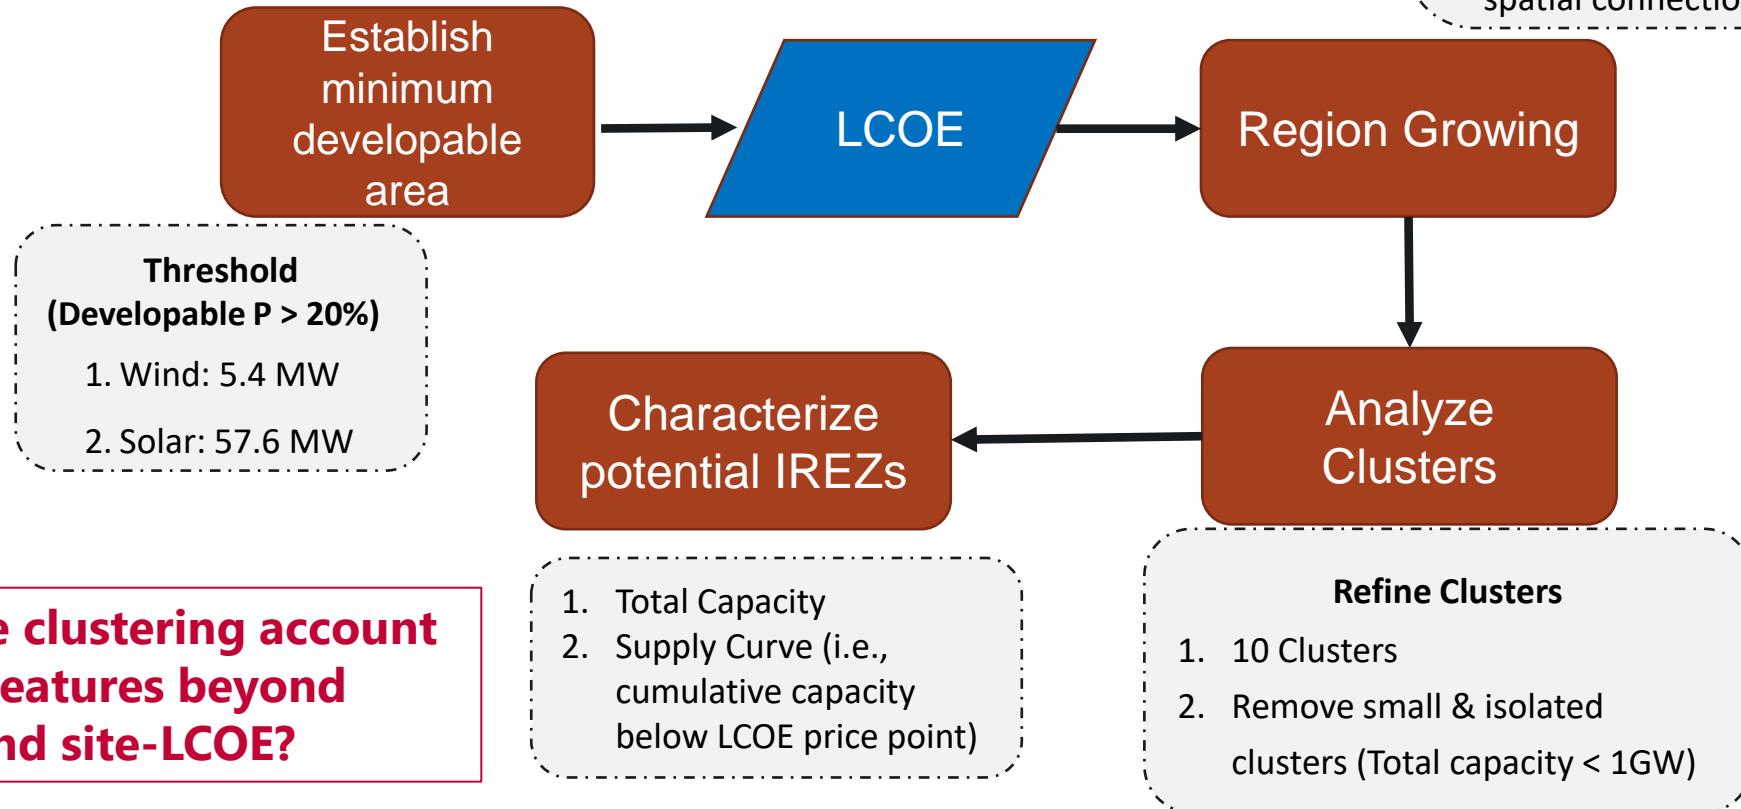 spatial connectio
Establish
minimum
developable
area
LCOE
Region Growing
Threshold
(Developable P > 20%)
1. Wind: 5.4 MW
2. Solar: 57.6 MW
Characterize
potential IREZs
Analyze
Clusters
e clustering account
eatures beyond
nd site-LCOE?
1. Total Capacity
2. Supply Curve (i.e.,
cumulative capacity
below LCOE price point)
Refine Clusters
1. 10 Clusters
2. Remove small & isolated
clusters (Total capacity < 1GW)